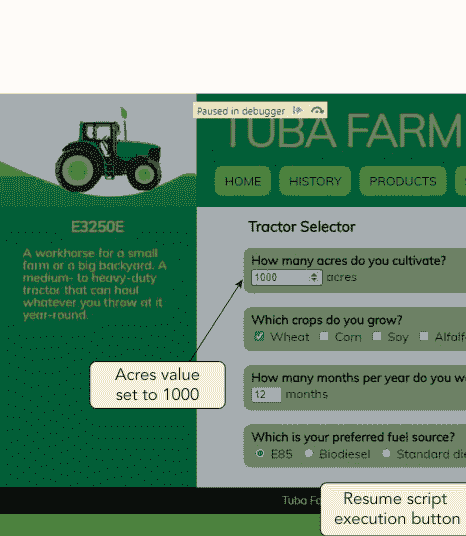 Paused in debugger
TUBA FARM
HOME HISTORY PRODUCTS
E3250E
A workhorse for a small
farm or a big backyard. A
medium- to heavy-duty
tractor that can haul
whatever you throw at it
year-round.
Tractor Selector
How many acres do you cultivate?
1000 acres
Which crops do you grow?
Wheat Corn Soy Alfalf
How many months per year do you w
12 months
Which is your preferred fuel source?
E85 Biodiesel Standard di
Acres value
set to 1000
Tuba Fa
Resume script
execution button